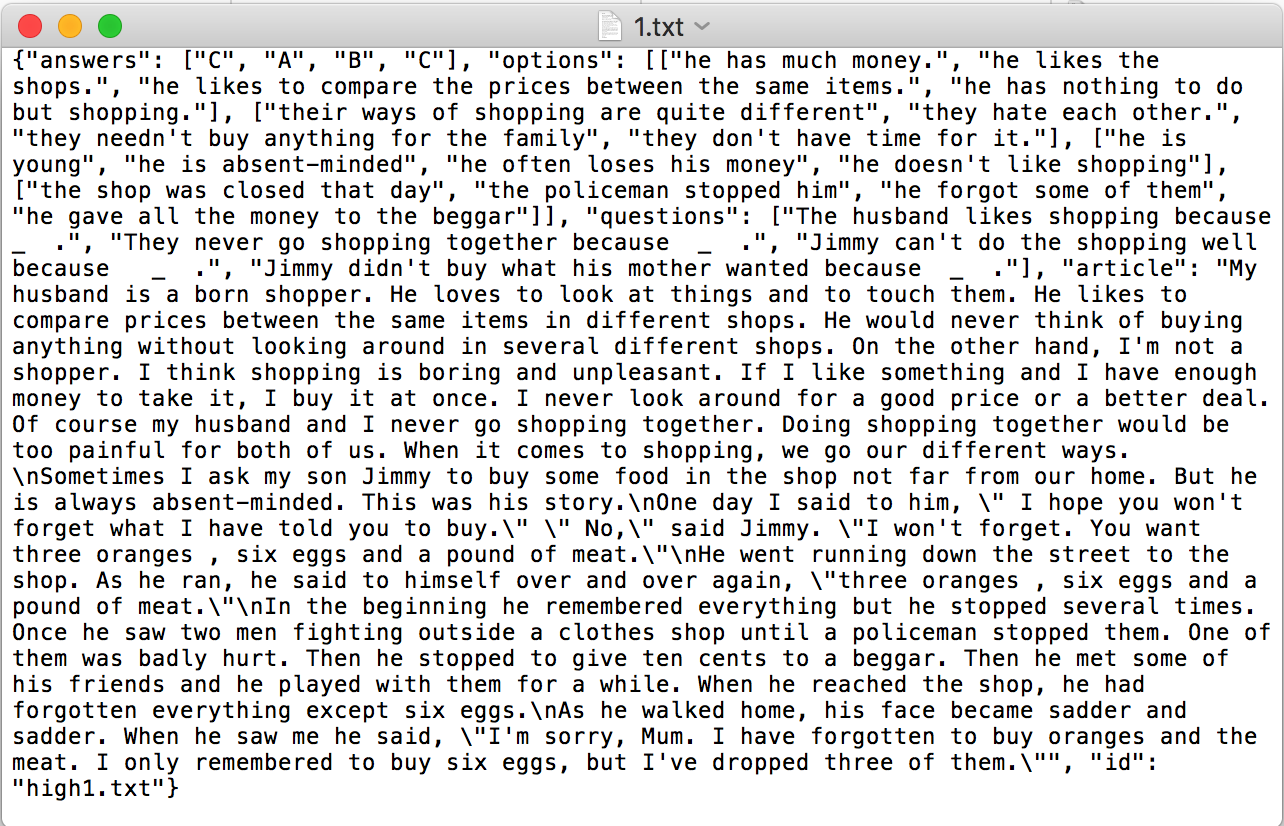 1.txt
{"answers": ["C", "A", "B", "C"], "options": [["he has much money.", "he likes the
shops.", "he likes to compare the prices between the same items.", "he has nothing to do
but shopping."], ["their ways of shopping are quite different", "they hate each other.",
"they needn't buy anything for the family", "they don't have time for it."], ["he is
young", "he is absent-minded", "he often loses his money", "he doesn't like shopping"],
["the shop was closed that day", "the policeman stopped him", "he forgot some of them",
"he gave all the money to the beggar"]], "questions": ["The husband likes shopping because
_  .", "They never go shopping together because  _  .", "Jimmy can't do the shopping well
because   _  .", "Jimmy didn't buy what his mother wanted because  _  ."], "article": "My
husband is a born shopper. He loves to look at things and to touch them. He likes to
compare prices between the same items in different shops. He would never think of buying
anything without looking around in several different shops. On the other hand, I'm not a
shopper. I think shopping is boring and unpleasant. If I like something and I have enough
money to take it, I buy it at once. I never look around for a good price or a better deal.
Of course my husband and I never go shopping together. Doing shopping together would be
too painful for both of us. When it comes to shopping, we go our different ways.
\nSometimes I ask my son Jimmy to buy some food in the shop not far from our home. But he
is always absent-minded. This was his story.\nOne day I said to him, \" I hope you won't
forget what I have told you to buy.\" \" No,\" said Jimmy. \"I won't forget. You want
three oranges , six eggs and a pound of meat.\"\nHe went running down the street to the
shop. As he ran, he said to himself over and over again, \"three oranges , six eggs and a
pound of meat.\"\nIn the beginning he remembered everything but he stopped several times.
Once he saw two men fighting outside a clothes shop until a policeman stopped them. One of
them was badly hurt. Then he stopped to give ten cents to a beggar. Then he met some of
his friends and he played with them for a while. When he reached the shop, he had
forgotten everything except six eggs.\nAs he walked home, his face became sadder and
sadder. When he saw me he said, \"I'm sorry, Mum. I have forgotten to buy oranges and the
meat. I only remembered to buy six eggs, but I've dropped three of them.\"", "id":
"high1.txt"}